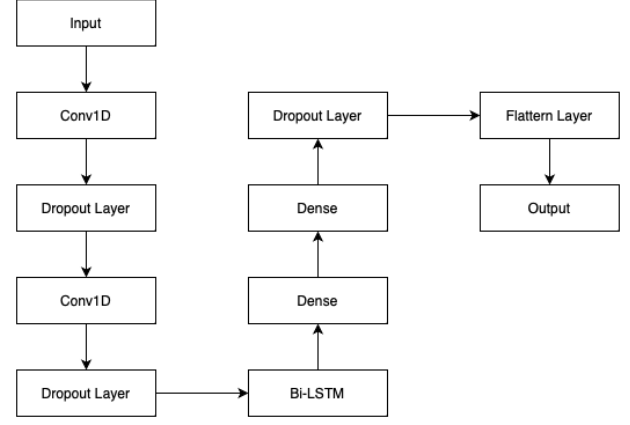 Input
Conv1D
Dropout Layer
Conv1D
Dropout Layer
Bi-LSTM
Dense
Dense
Dropout Layer
Flattern Layer
Output